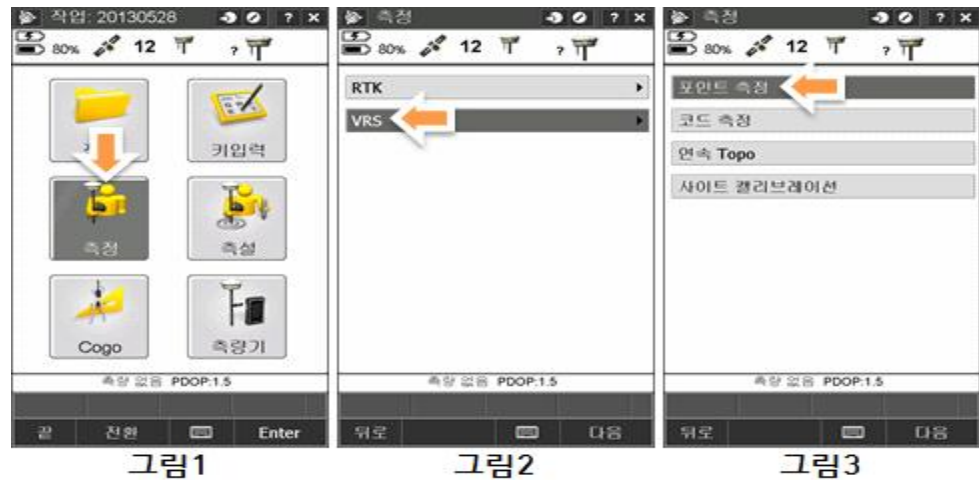 작업: 20130528 ? ×
80% 12 ?
키입력
측정
측설
Cogo
측량기
측량 없음 PDOP:1.5
끝 전환 Enter
그림1
측정 ? ×
80% 12 ?
RTK
VRS
측량 없음 PDOP:1.5
뒤로 다음
그림2
측정 ? ×
80% 12 ?
포인트 측정
코드 측정
연속 Topo
사이트 캘리브레이션
측량 없음 PDOP:1.5
뒤로 다음
그림3